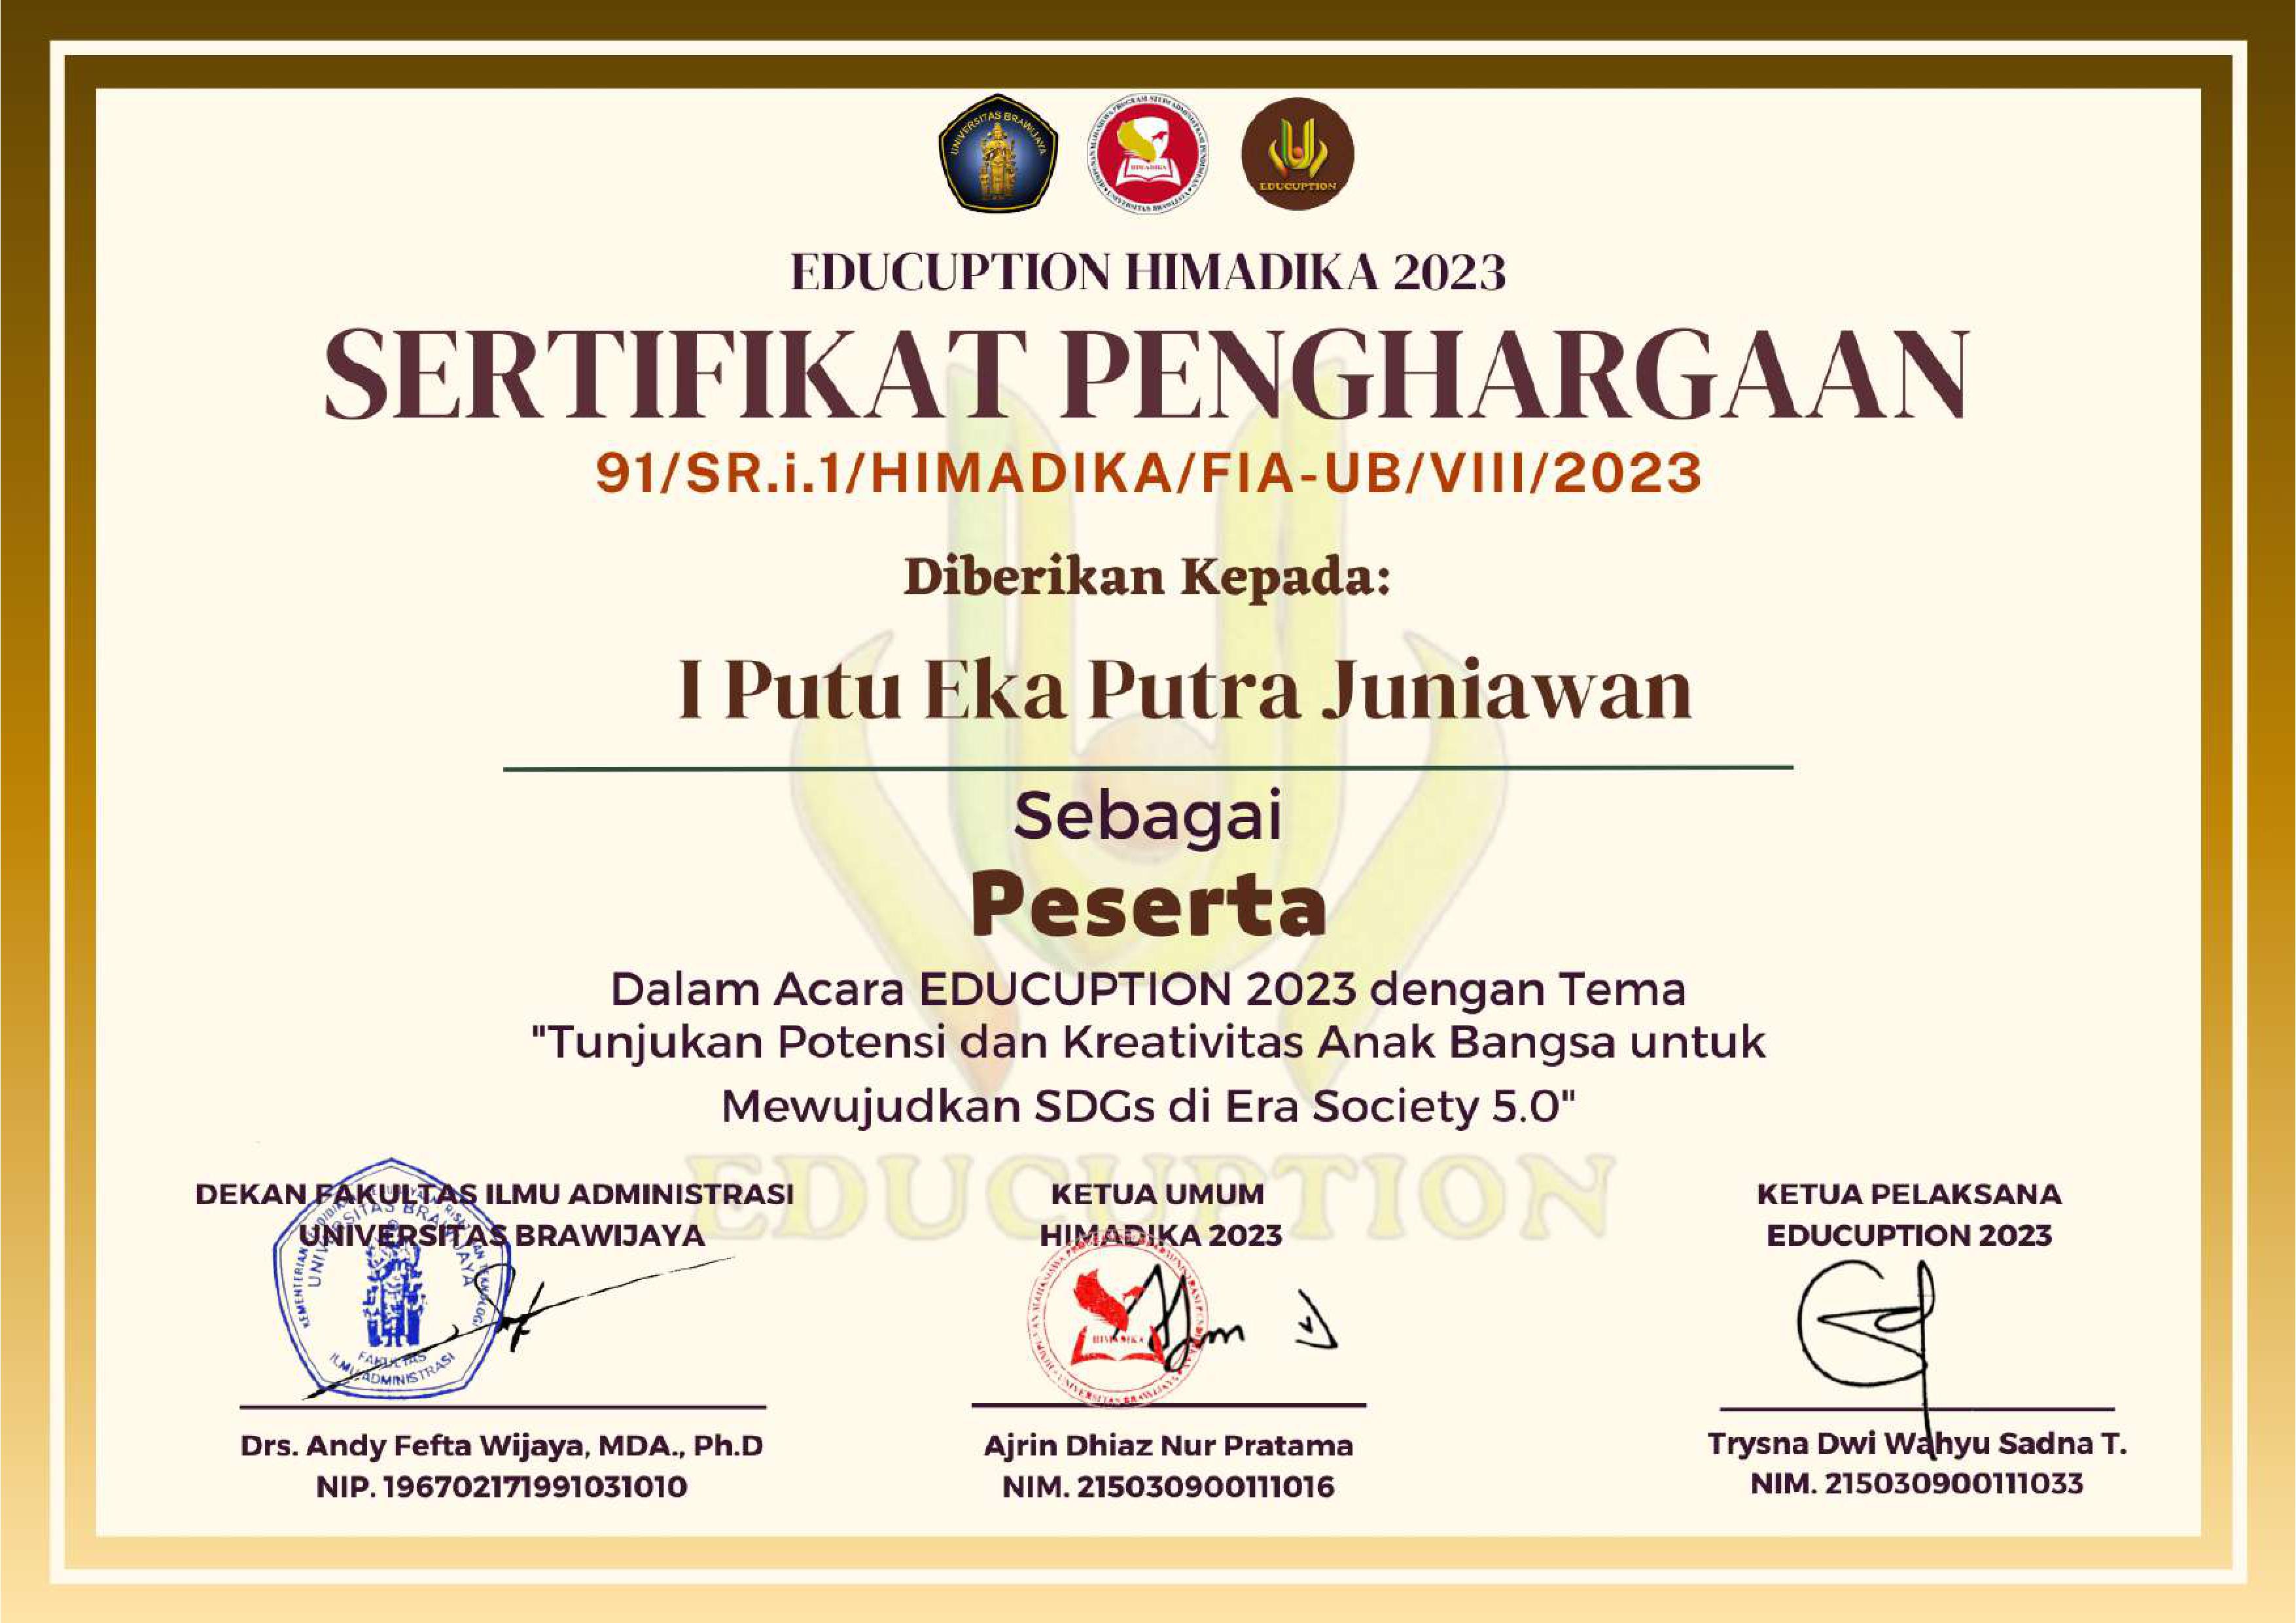 UNIVERSITAS BRAWIJAYA
HIMADIKA
EDUCUPTION
EDUCUPTION HIMADIKA 2023
SERTIFIKAT PENGHARGAAN
91/SR.i.1/HIMADIKA/FIA-UB/VIII/2023
Diberikan Kepada:
I Putu Eka Putra Juniawan
Sebagai
Peserta
Dalam Acara EDUCUPTION 2023 dengan Tema
"Tunjukan Potensi dan Kreativitas Anak Bangsa untuk
Mewujudkan SDGs di Era Society 5.0"
EDUCUPTION
DEKAN FAKULTAS ILMU ADMINISTRASI
UNIVERSITAS BRAWIJAYA
UNIVERSITAS BRAWIJAYA
FAKULTAS
ILMU ADMINISTRASI
Drs. Andy Fefta Wijaya, MDA., Ph.D
NIP. 196702171991031010
KETUA UMUM
HIMADIKA 2023
HIMADIKA
Ajrin Dhiaz Nur Pratama
NIM. 215030900111016
KETUA PELAKSANA
EDUCUPTION 2023
Trysna Dwi Wahyu Sadna T.
NIM. 215030900111033